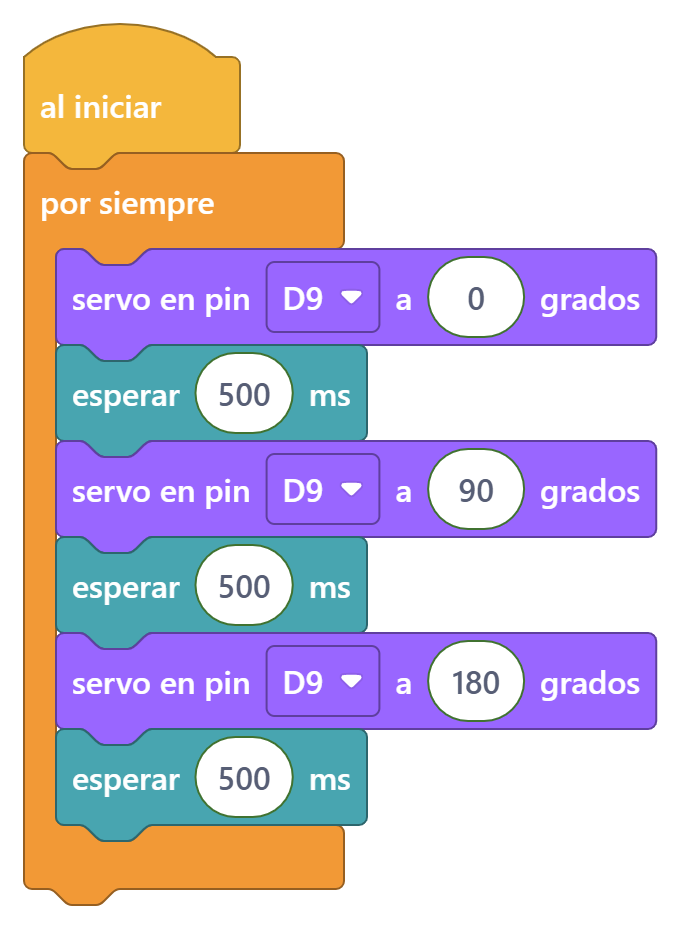 al iniciar
por siempre
servo en pin D9 a 0 grados
esperar 500 ms
servo en pin D9 a 90 grados
esperar 500 ms
servo en pin D9 a 180 grados
esperar 500 ms